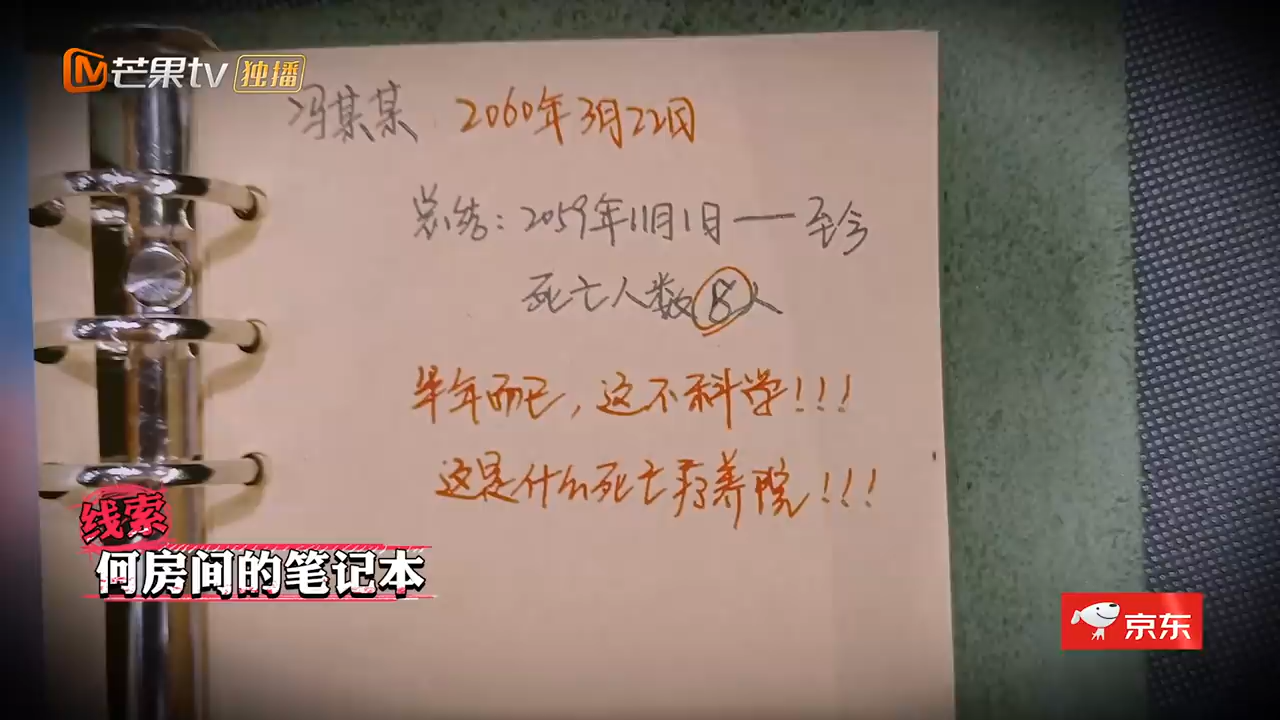 芒果tv 独播
冯某某 2060年3月22日
总结：2059年11月1日——至今
死亡人数8人
半年而已，这不科学！！！
这是什么死亡疗养院！！！
线索
何房间的笔记本
京东